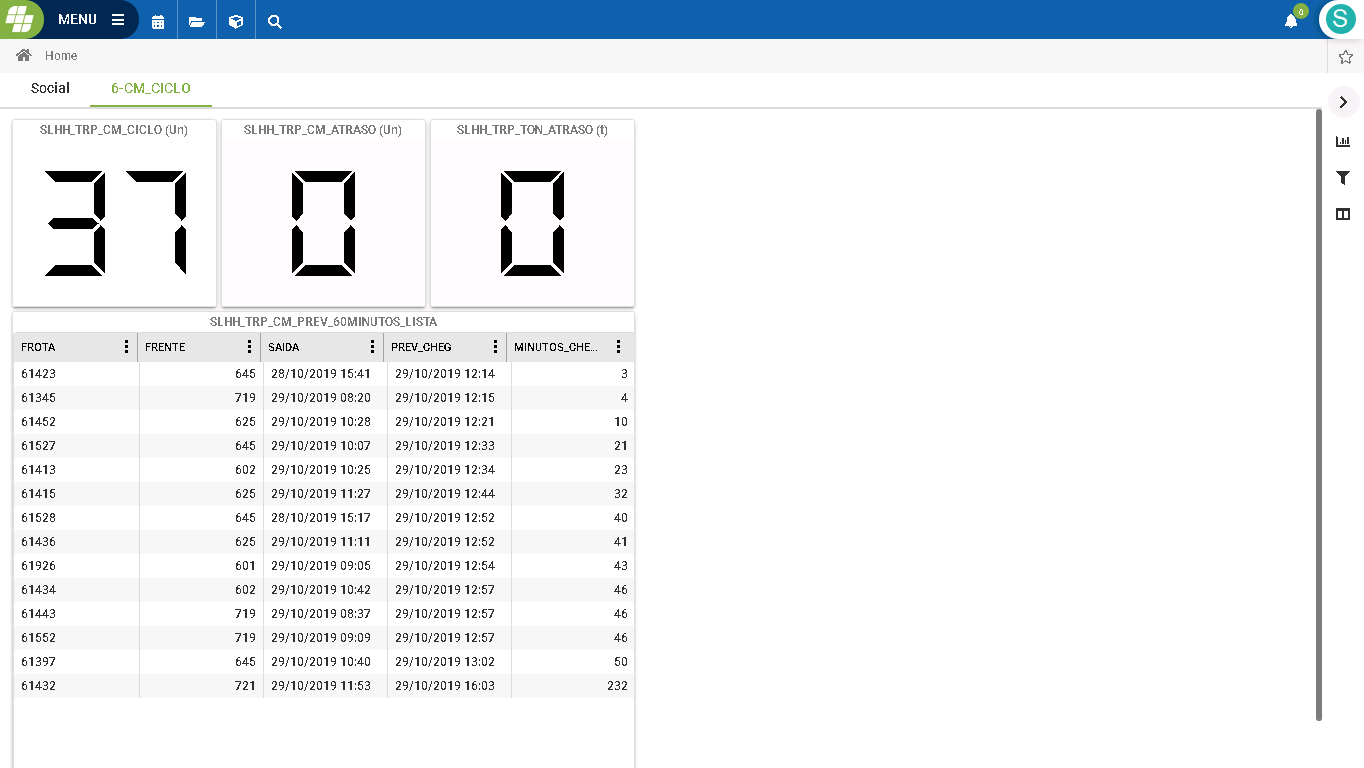 MENU
0
S
Home
Social 6-CM_CICLO
SLHH_TRP_CM_CICLO (Un) SLHH_TRP_CM_ATRASO (Un) SLHH_TRP_TON_ATRASO (t)
37 0 0
SLHH_TRP_CM_PREV_60MINUTOS_LISTA
FROTA FRENTE SAIDA PREV_CHEG MINUTOS_CHE...
61423 645 28/10/2019 15:41 29/10/2019 12:14 3
61345 719 29/10/2019 08:20 29/10/2019 12:15 4
61452 625 29/10/2019 10:28 29/10/2019 12:21 10
61527 645 29/10/2019 10:07 29/10/2019 12:33 21
61413 602 29/10/2019 10:25 29/10/2019 12:34 23
61415 625 29/10/2019 11:27 29/10/2019 12:44 32
61528 645 28/10/2019 15:17 29/10/2019 12:52 40
61436 625 29/10/2019 11:11 29/10/2019 12:52 41
61926 601 29/10/2019 09:05 29/10/2019 12:54 43
61434 602 29/10/2019 10:42 29/10/2019 12:57 46
61443 719 29/10/2019 08:37 29/10/2019 12:57 46
61552 719 29/10/2019 09:09 29/10/2019 12:57 46
61397 645 29/10/2019 10:40 29/10/2019 13:02 50
61432 721 29/10/2019 11:53 29/10/2019 16:03 232